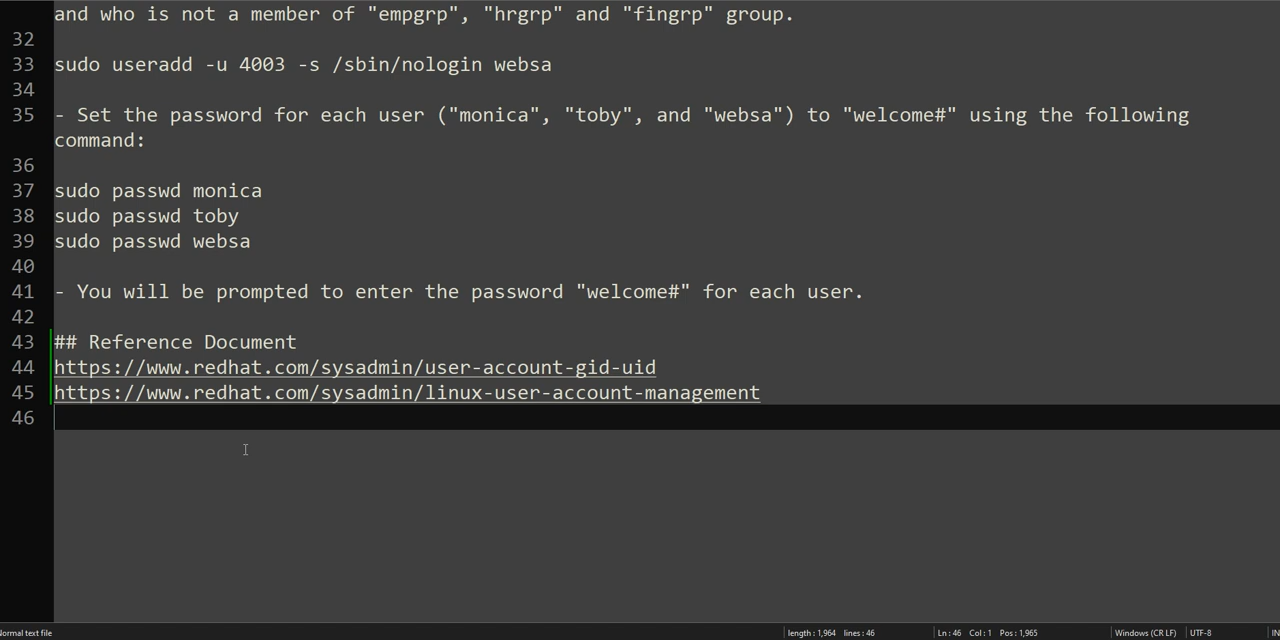 and who is not a member of "empgrp", "hrgrp" and "fingrp" group.
32
33 sudo useradd -u 4003 -s /sbin/nologin websa
34
35 - Set the password for each user ("monica", "toby", and "websa") to "welcome#" using the following
command:
36
37 sudo passwd monica
38 sudo passwd toby
39 sudo passwd websa
40
41 - You will be prompted to enter the password "welcome#" for each user.
42
43 ## Reference Document
44 https://www.redhat.com/sysadmin/user-account-gid-uid
45 https://www.redhat.com/sysadmin/linux-user-account-management
46
Normal text file length : 1,964 lines : 46 Ln : 46 Col : 1 Pos : 1,965 Windows (CR LF) UTF-8 IN